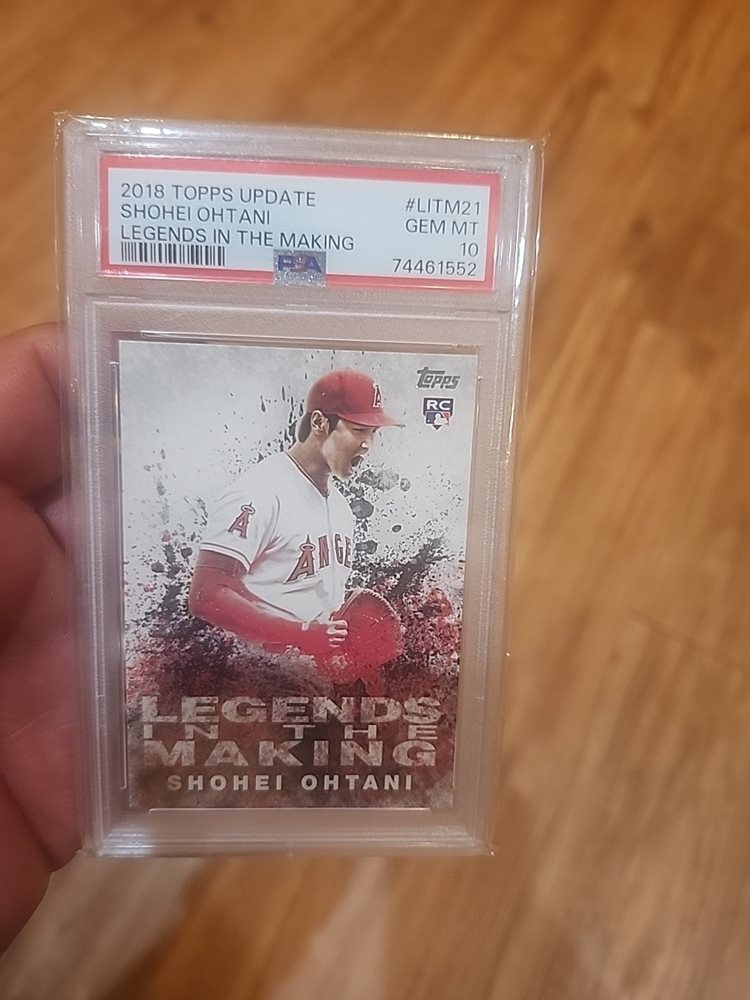 2018 TOPPS UPDATE #LITM21
SHOHEI OHTANI GEM MT
LEGENDS IN THE MAKING 10
PSA 74461552
Topps
RC
A
A
ANGE
LEGENDS
IN THE
MAKING
SHOHEI OHTANI